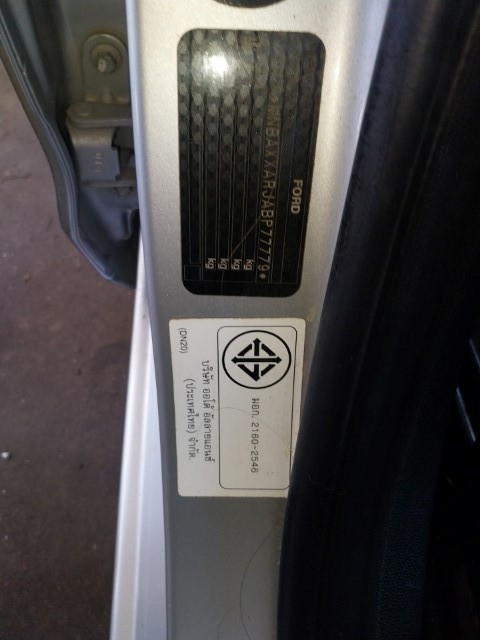 FORD
*MNBAXXARJABP77779*
kg
kg
kg
kg
มอก. 2160-2546
บริษัท ออโต้ อัลลายแอนซ์
(ประเทศไทย) จำกัด
(DN20)